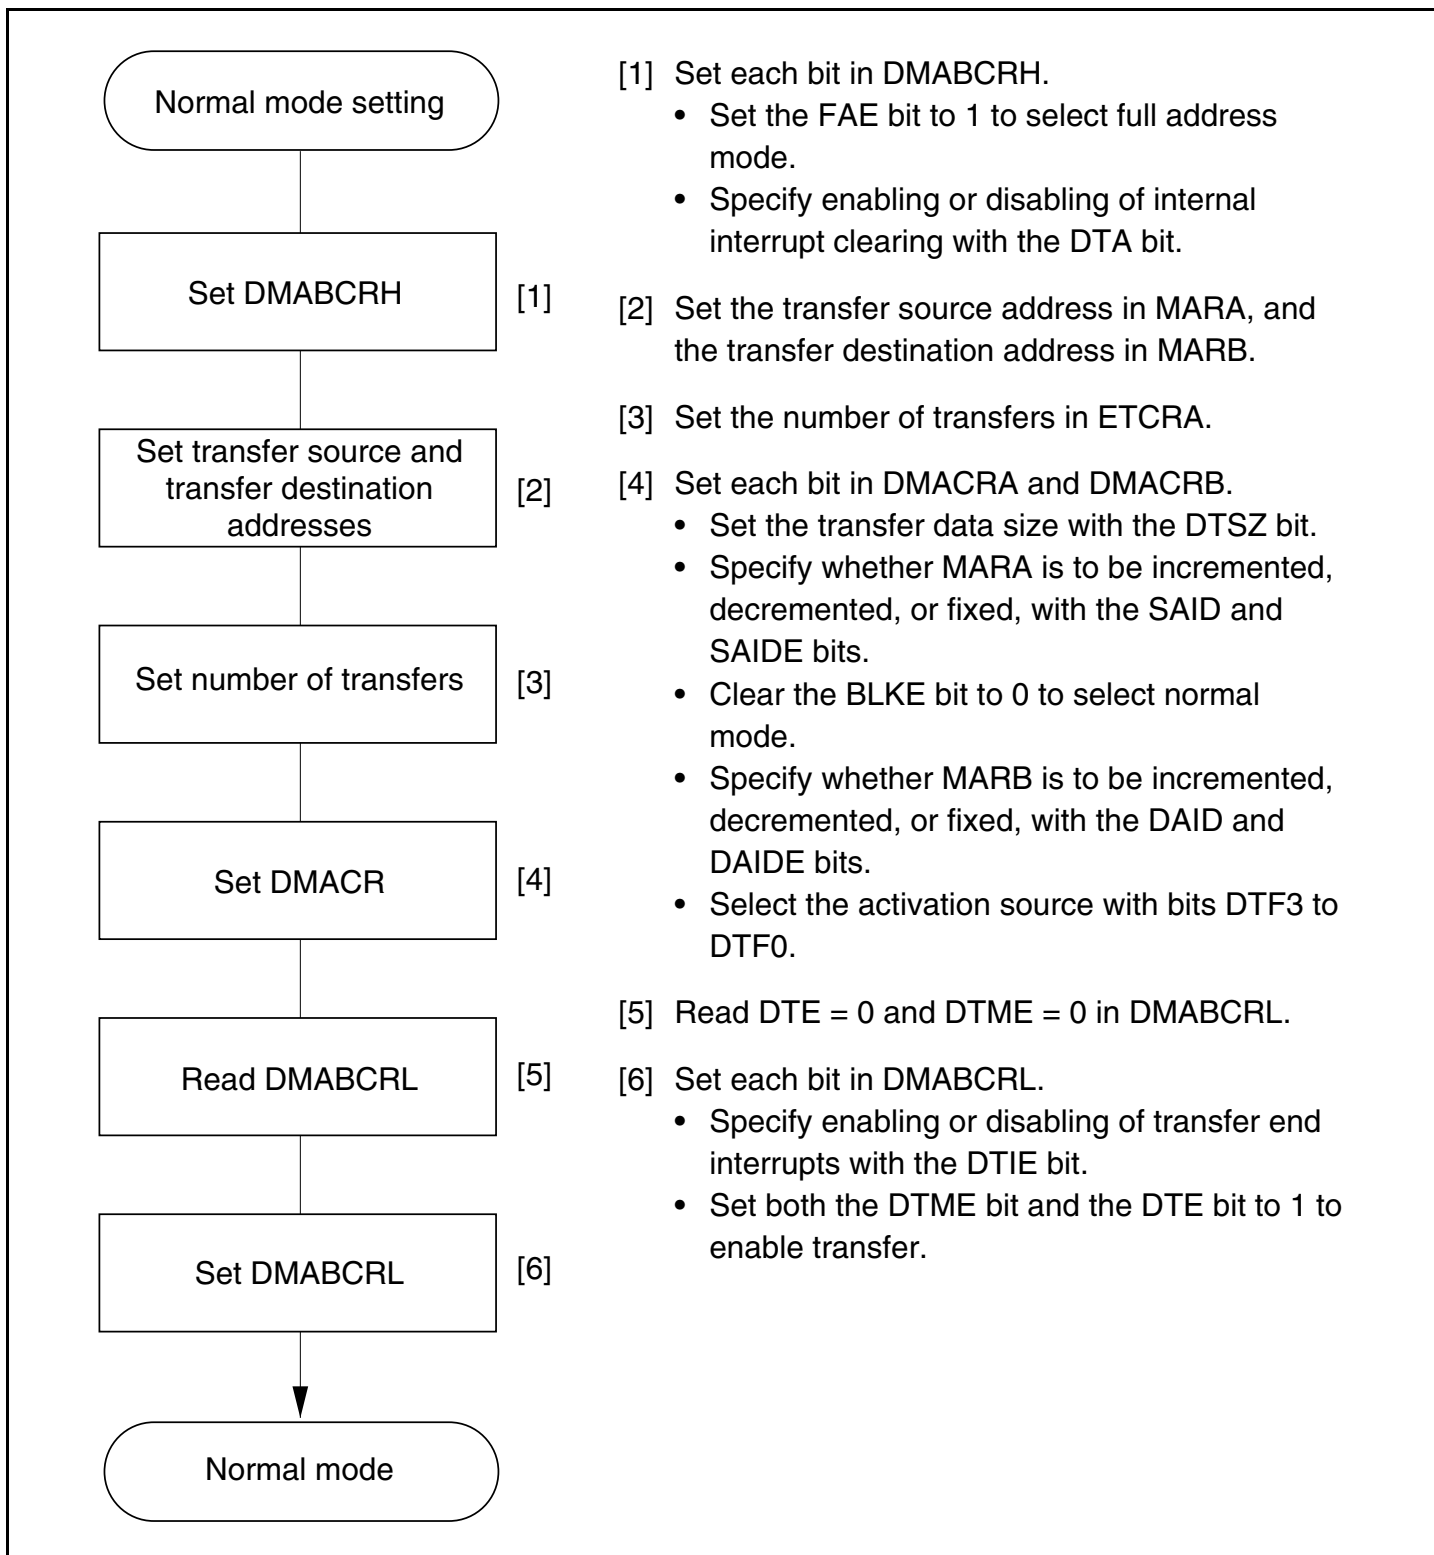 Normal mode setting
Set DMABCRH
[1]
Set transfer source and
transfer destination
addresses
[2]
Set number of transfers
[3]
Set DMACR
[4]
Read DMABCRL
[5]
Set DMABCRL
[6]
Normal mode
[1] Set each bit in DMABCRH.
• Set the FAE bit to 1 to select full address
mode.
• Specify enabling or disabling of internal
interrupt clearing with the DTA bit.
[2] Set the transfer source address in MARA, and
the transfer destination address in MARB.
[3] Set the number of transfers in ETCRA.
[4] Set each bit in DMACRA and DMACRB.
• Set the transfer data size with the DTSZ bit.
• Specify whether MARA is to be incremented,
decremented, or fixed, with the SAID and
SAIDE bits.
• Clear the BLKE bit to 0 to select normal
mode.
• Specify whether MARB is to be incremented,
decremented, or fixed, with the DAID and
DAIDE bits.
• Select the activation source with bits DTF3 to
DTF0.
[5] Read DTE = 0 and DTME = 0 in DMABCRL.
[6] Set each bit in DMABCRL.
• Specify enabling or disabling of transfer end
interrupts with the DTIE bit.
• Set both the DTME bit and the DTE bit to 1 to
enable transfer.